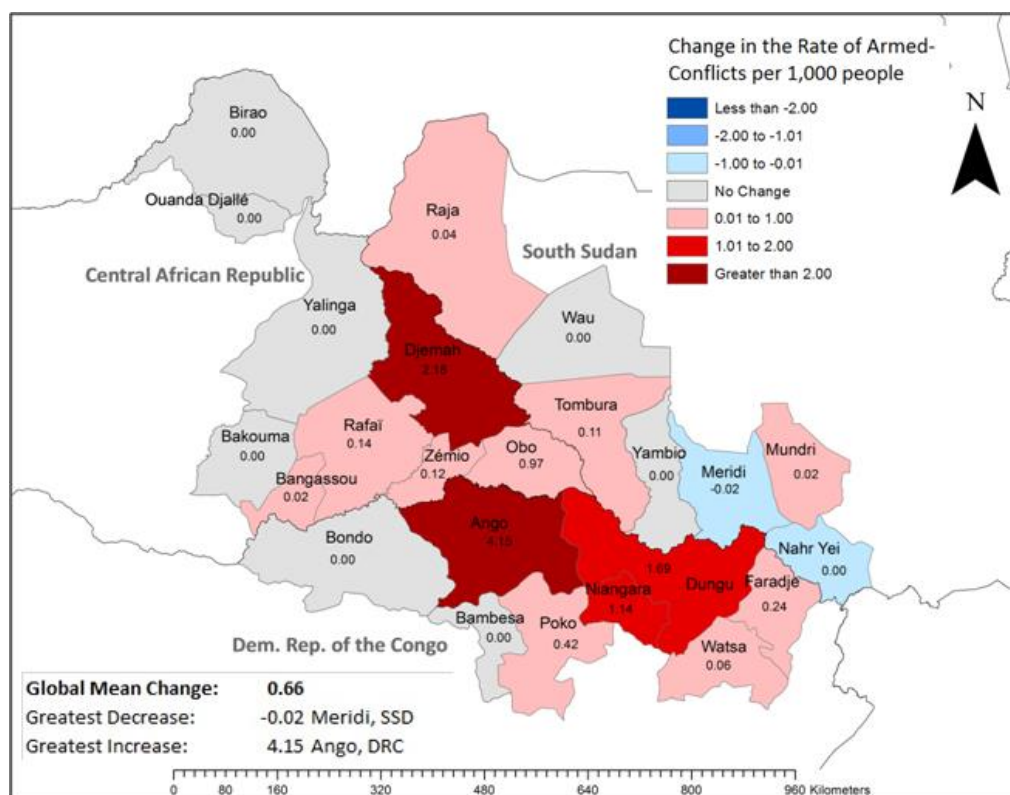 Change in the Rate of Armed-
Conflicts per 1,000 people
Less than -2.00
-2.00 to -1.01
-1.00 to -0.01
No Change
0.01 to 1.00
1.01 to 2.00
Greater than 2.00
N
Birao
0.00
Ouanda Djallé
0.00
Raja
0.04
South Sudan
Central African Republic
Yalinga
0.00
Wau
0.00
Djemah
2.18
Tombura
0.11
Rafaï
0.14
Bakouma
0.00
Zémio
0.12
Obo
0.97
Yambio
0.00
Meridi
-0.02
Mundri
0.02
Bangassou
0.02
Ango
4.15
Bondo
0.00
Nahr Yei
0.00
1.69
Dungu
Niangara
1.14
Faradje
0.24
Bambesa
0.00
Poko
0.42
Watsa
0.06
Dem. Rep. of the Congo
Global Mean Change: 0.66
Greatest Decrease: -0.02 Meridi, SSD
Greatest Increase: 4.15 Ango, DRC
0 80 160 320 480 640 800 960 Kilometers